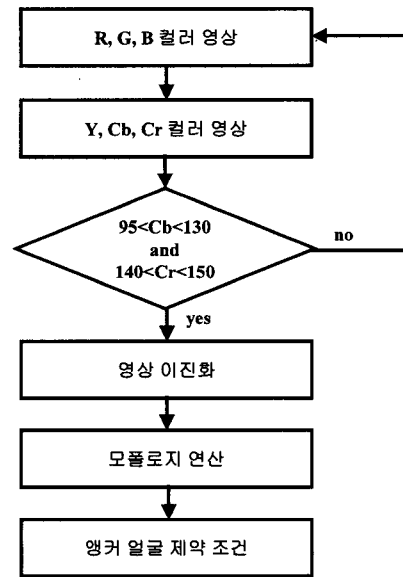 R, G, B 컬러 영상
Y, Cb, Cr 컬러 영상
95<Cb<130
and
140<Cr<150
no
yes
영상 이진화
모폴로지 연산
앵커 얼굴 제약 조건